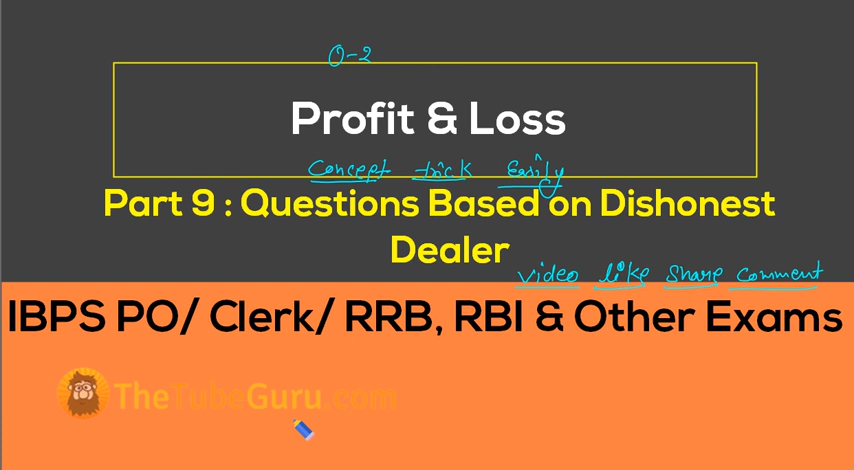 0-2
Profit & Loss
Concept trick Easily
Part 9 : Questions Based on Dishonest
Dealer
video like share comment
IBPS PO/ Clerk/ RRB, RBI & Other Exams
TheTubeGuru.com